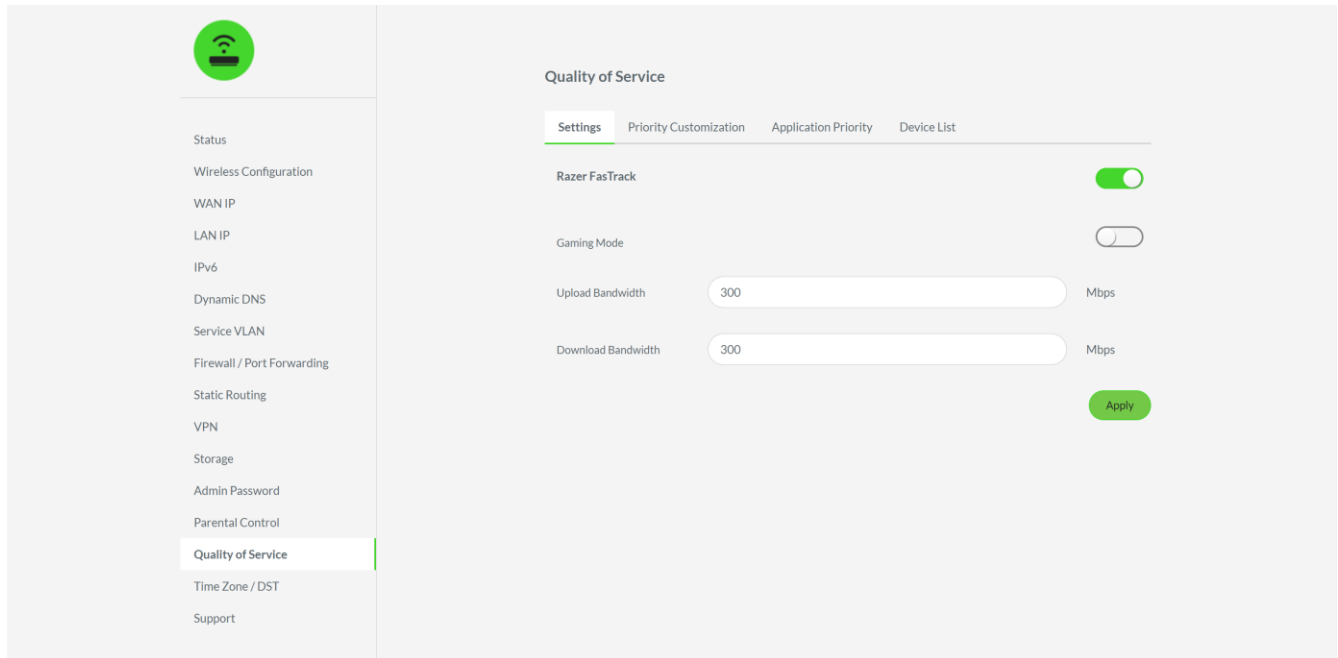 Quality of Service
Settings Priority Customization Application Priority Device List
Status
Wireless Configuration
WAN IP
LAN IP
IPv6
Dynamic DNS
Service VLAN
Firewall / Port Forwarding
Static Routing
VPN
Storage
Admin Password
Parental Control
Quality of Service
Time Zone / DST
Support
Razer FasTrack
Gaming Mode
Upload Bandwidth 300 Mbps
Download Bandwidth 300 Mbps
Apply